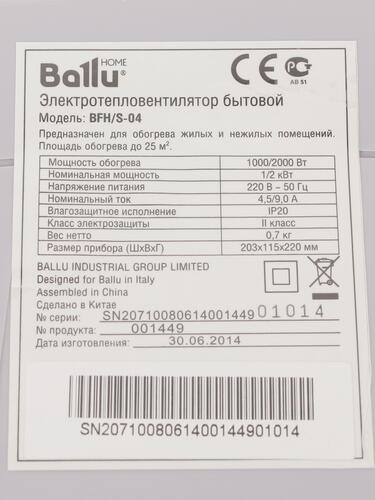 Ballu® HOME
CE PG
АВ 51
Электротепловентилятор бытовой
Модель: BFH/S-04
Предназначен для обогрева жилых и нежилых помещений.
Площадь обогрева до 25 м².
Мощность обогрева 1000/2000 Вт
Номинальная мощность 1/2 кВт
Напряжение питания 220 В ~ 50 Гц
Номинальный ток 4,5/9,0 А
Влагозащитное исполнение IP20
Класс электрозащиты II класс
Вес нетто 0,7 кг
Размер прибора (ШхВхГ) 203х115х220 мм
BALLU INDUSTRIAL GROUP LIMITED
Designed for Ballu in Italy
Assembled in China
Сделано в Китае
№ серии: SN20710080614001449 01014
№ продукта: 001449
Дата изготовления: 30.06.2014
SN2071008061400144901014